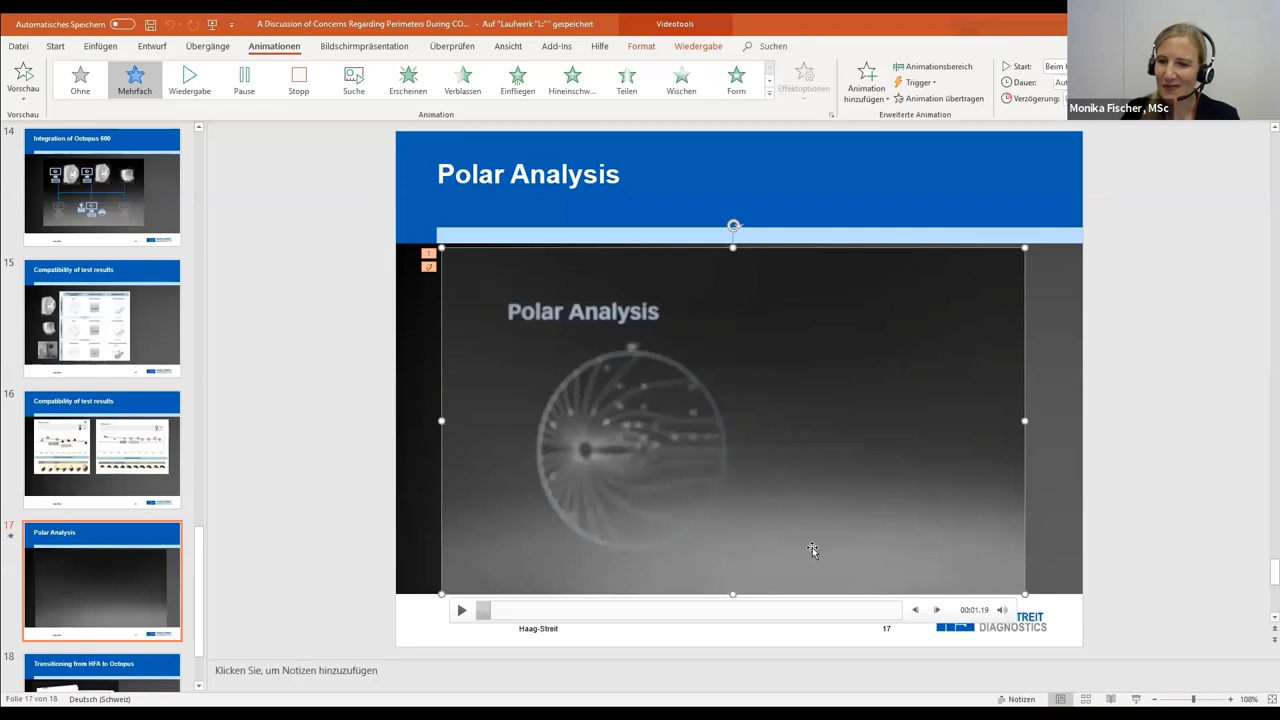 Automatisches Speichern
A Discussion of Concerns Regarding Perimeters During CO... - Auf "Laufwerk "L:"" gespeichert
Videotools
Datei Start Einfügen Entwurf Übergänge Animationen Bildschirmpräsentation Überprüfen Ansicht Add-Ins Hilfe Format Wiedergabe Suchen
Vorschau
Ohne Mehrfach Wiedergabe Pause Stopp Suche Erscheinen Verblassen Einfliegen Hineinschw... Teilen Wischen Form
Effektoptionen
Animation hinzufügen
Animationsbereich
Trigger
Animation übertragen
Start: Beim
Dauer: Aut
Verzögerung:
Vorschau Animation Erweiterte Animation
Monika Fischer, MSc
14
Integration of Octopus 600
15
Compatibility of test results
16
Compatibility of test results
17
Polar Analysis
18
Transitioning from HFA to Octopus
Polar Analysis
1
Polar Analysis
00:01.19
Haag-Streit
17
STREIT
DIAGNOSTICS
Klicken Sie, um Notizen hinzuzufügen
Folie 17 von 18 Deutsch (Schweiz)
Notizen
108%